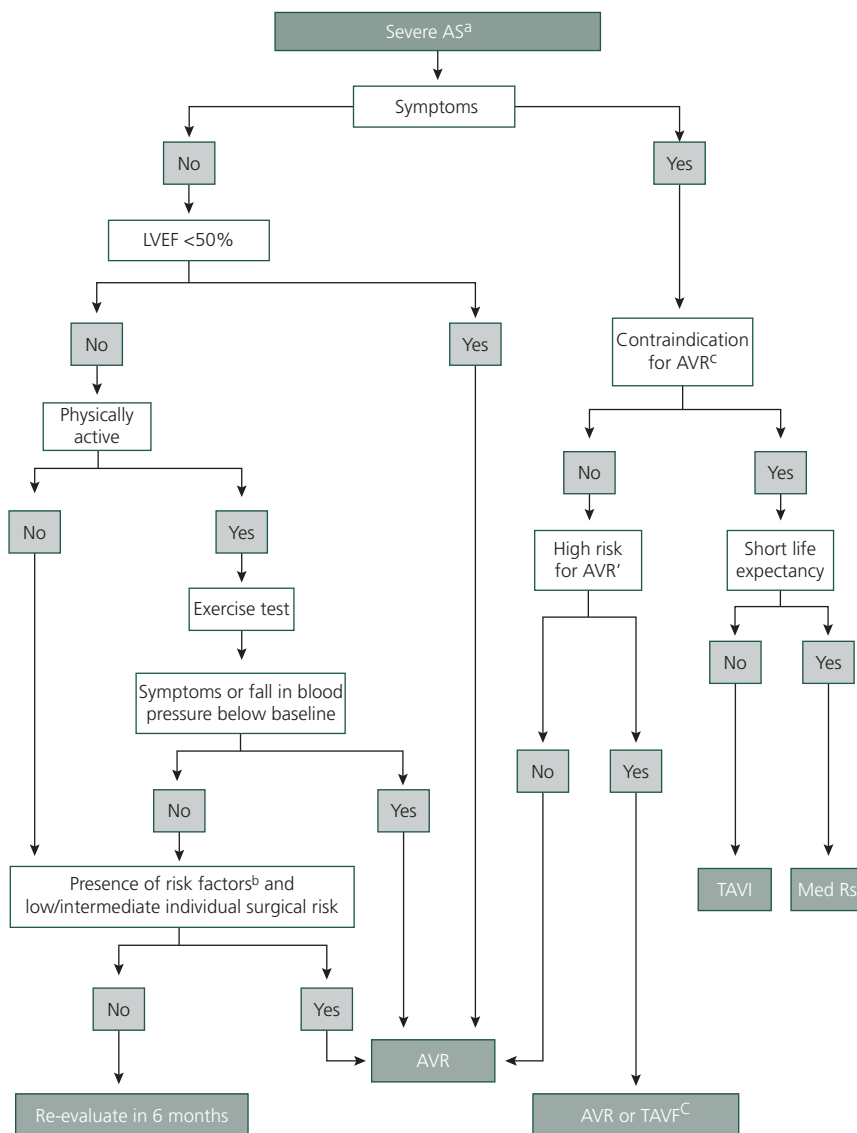 Severe ASᵃ
Symptoms
No
Yes
LVEF <50%
No
Yes
Contraindication
for AVRᶜ
Physically
active
No
Yes
No
Yes
High risk
for AVR’
Short life
expectancy
Exercise test
No
Yes
Symptoms or fall in blood
pressure below baseline
No
Yes
No
Yes
Presence of risk factorsᵇ and
low/intermediate individual surgical risk
TAVI
Med Rs
No
Yes
AVR
Re-evaluate in 6 months
AVR or TAVFC